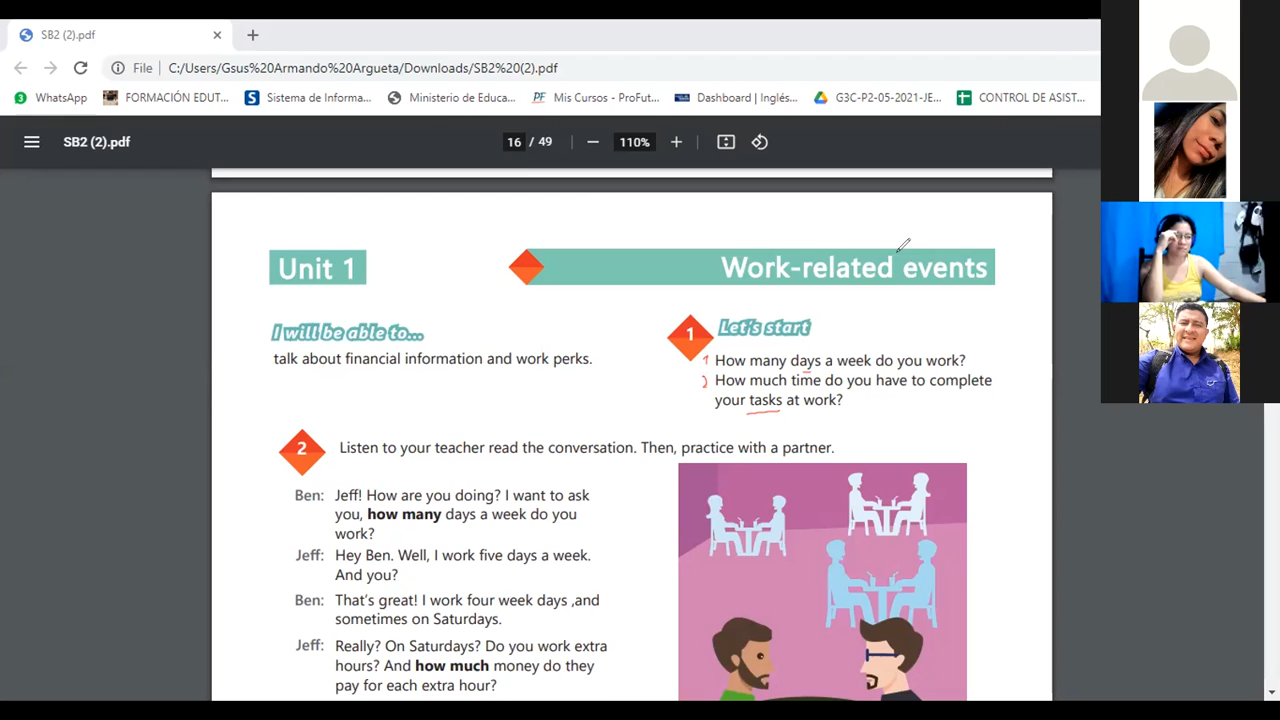 SB2 (2).pdf
File C:/Users/Gsus%20Armando%20Argueta/Downloads/SB2%20(2).pdf
WhatsApp FORMACIÓN EDUT... Sistema de Informa... Ministerio de Educa... Mis Cursos - ProFut... Dashboard | Inglés,... G3C-P2-05-2021-JE... CONTROL DE ASIST...
SB2 (2).pdf 16 / 49 110%
Unit 1 Work-related events
I will be able to...
talk about financial information and work perks.
1 Let's start
How many days a week do you work?
How much time do you have to complete
your tasks at work?
2 Listen to your teacher read the conversation. Then, practice with a partner.
Ben: Jeff! How are you doing? I want to ask
you, how many days a week do you
work?
Jeff: Hey Ben. Well, I work five days a week.
And you?
Ben: That's great! I work four week days ,and
sometimes on Saturdays.
Jeff: Really? On Saturdays? Do you work extra
hours? And how much money do they
pay for each extra hour?